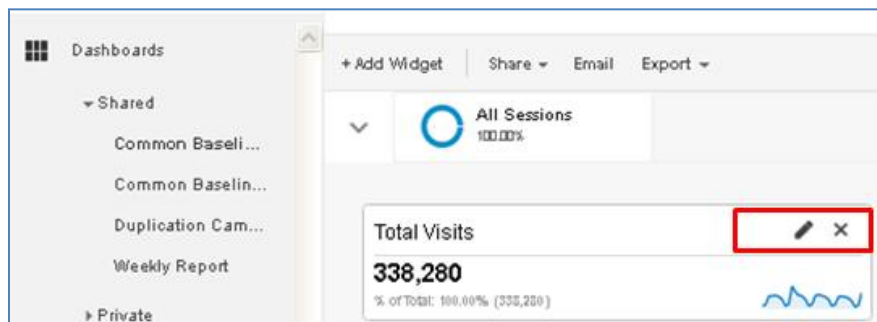 Dashboards
Shared
Common Baseli...
Common Baselin...
Duplication Cam...
Weekly Report
Private
+ Add Widget Share Email Export
All Sessions
100.00%
Total Visits
338,280
% of Total: 100.00% (338,280)